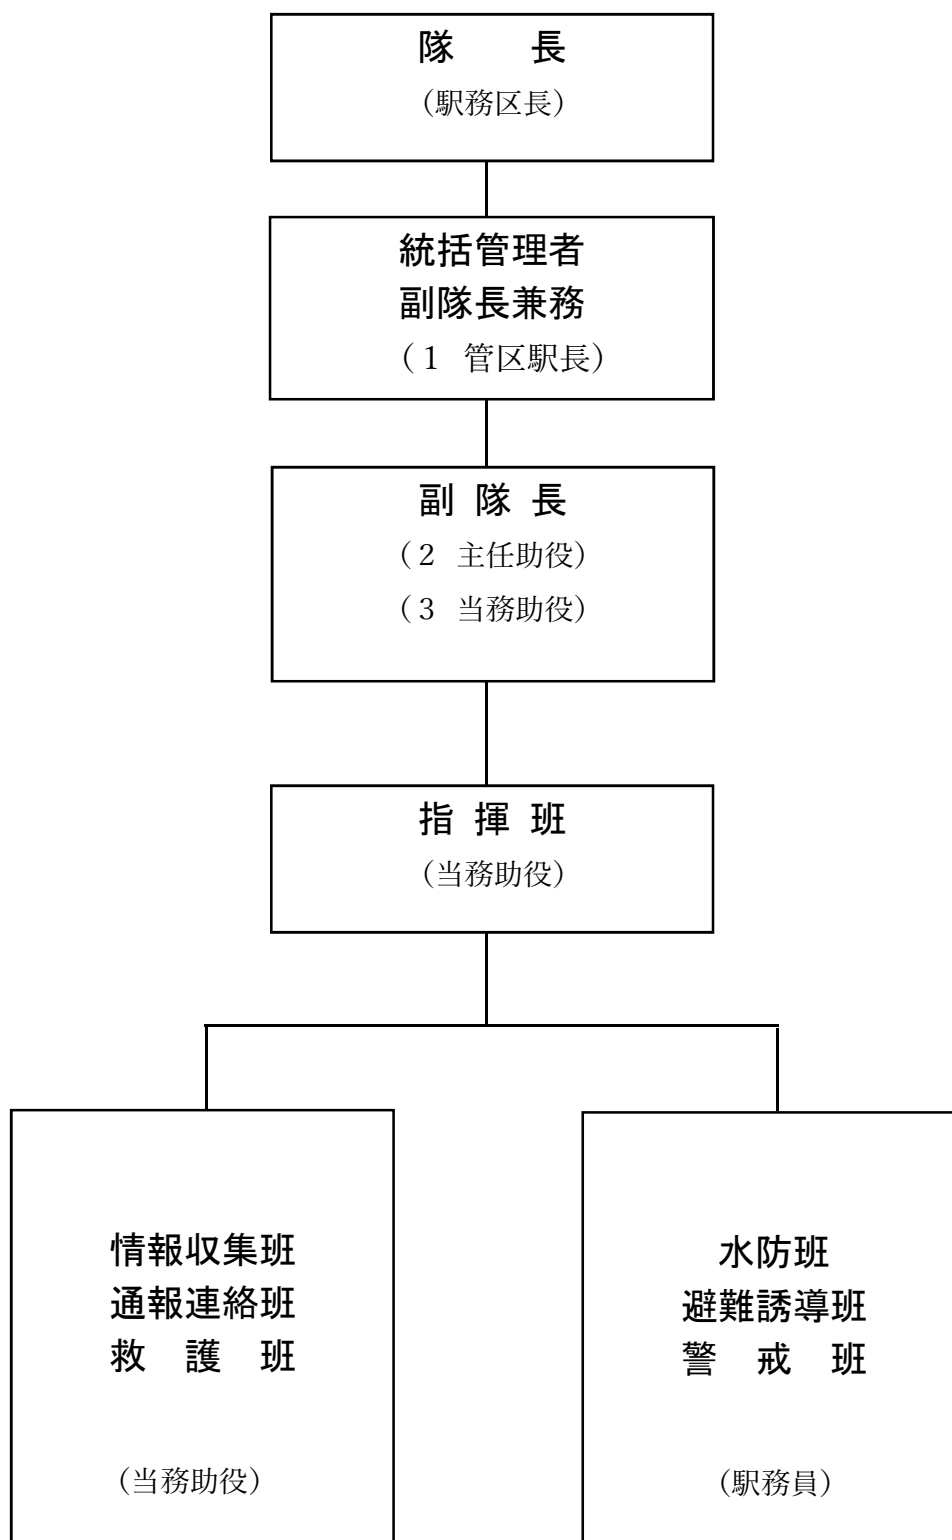 隊　　長
（駅務区長）
統括管理者
副隊長兼務
（１ 管区駅長）
副 隊 長
（２ 主任助役）
（３ 当務助役）
指 揮 班
（当務助役）
情報収集班
通報連絡班
救　護　班
（当務助役）
水防班
避難誘導班
警　戒　班
（駅務員）